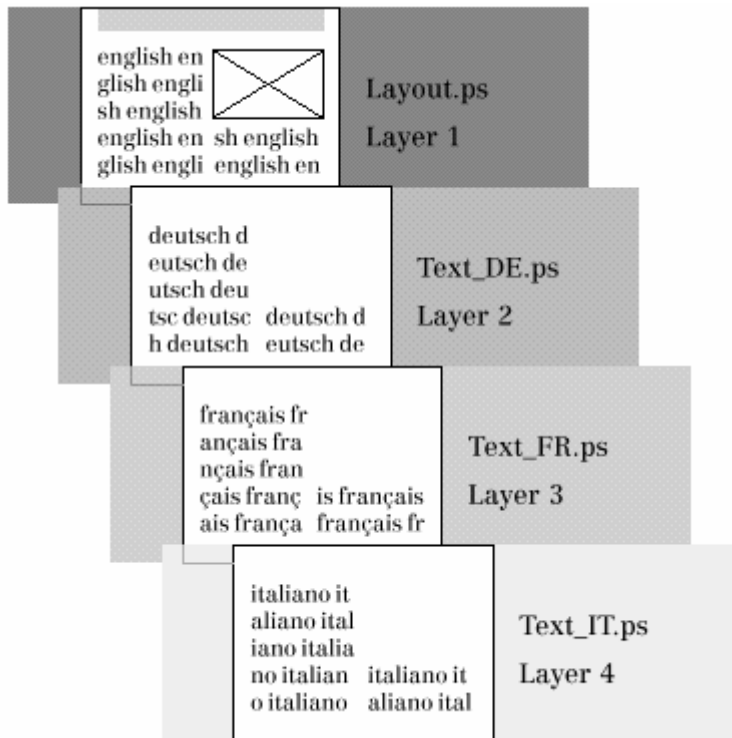 english en
glish engli
sh english
english en sh english
glish engli english en
Layout.ps
Layer 1
deutsch d
eutsch de
utsch deu
tsc deutsc deutsch d
h deutsch eutsch de
Text_DE.ps
Layer 2
français fr
ançais fra
nçais fran
çais franç is français
ais frança français fr
Text_FR.ps
Layer 3
italiano it
aliano ital
iano italia
no italian italiano it
o italiano aliano ital
Text_IT.ps
Layer 4